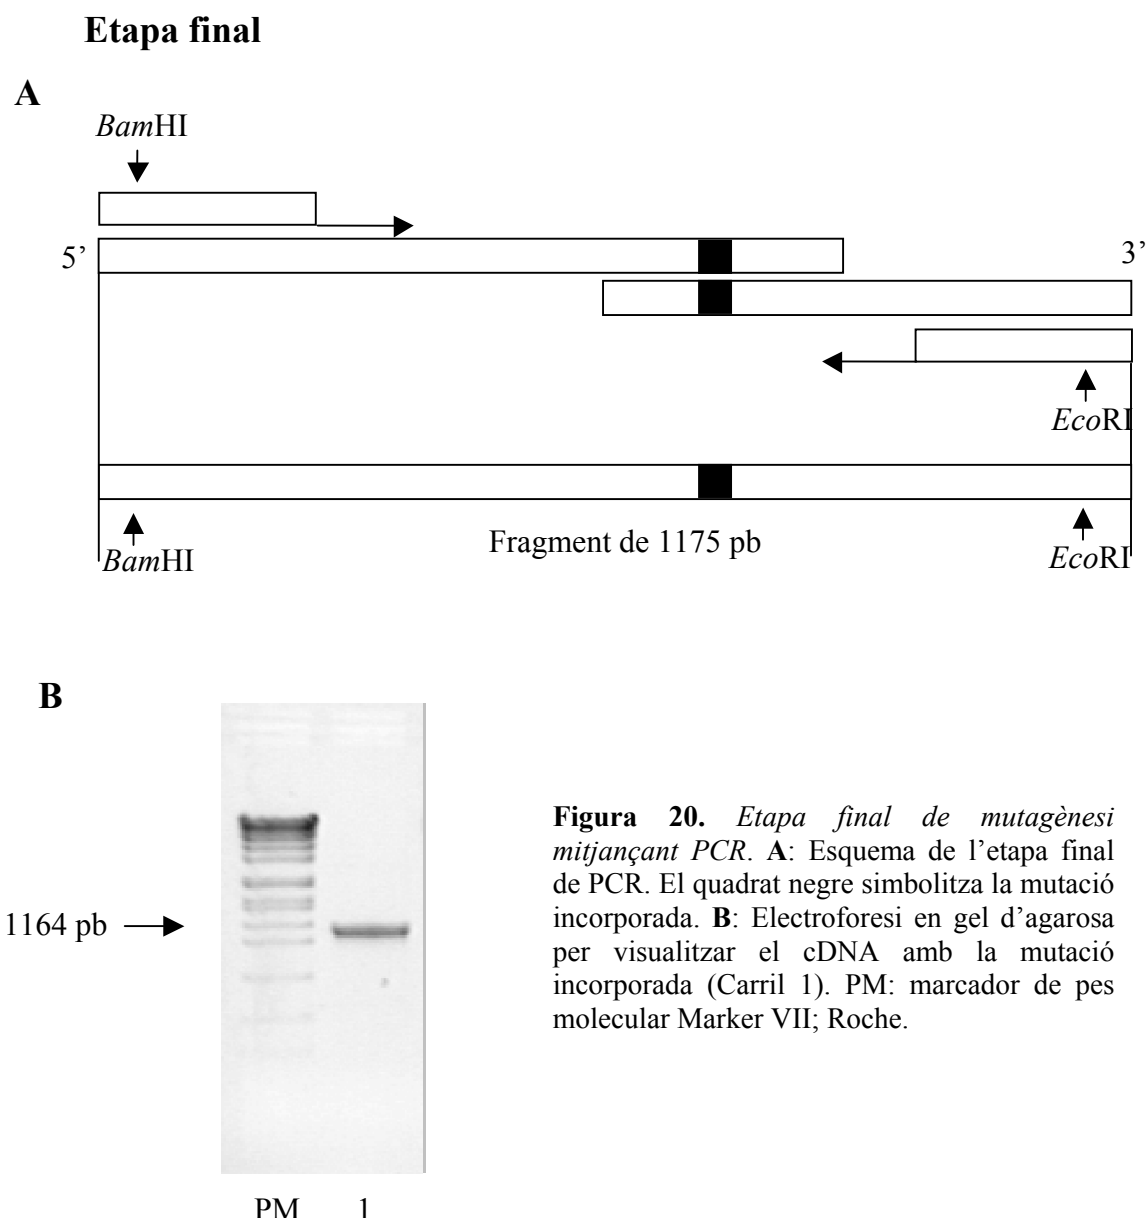 Etapa final
A
BamHI
5’
3’
EcoRI
BamHI
Fragment de 1175 pb
EcoRI
B
1164 pb
PM 1
Figura 20. Etapa final de mutagènesi
mitjançant PCR. A: Esquema de l’etapa final
de PCR. El quadrat negre simbolitza la mutació
incorporada. B: Electroforesi en gel d’agarosa
per visualitzar el cDNA amb la mutació
incorporada (Carril 1). PM: marcador de pes
molecular Marker VII; Roche.